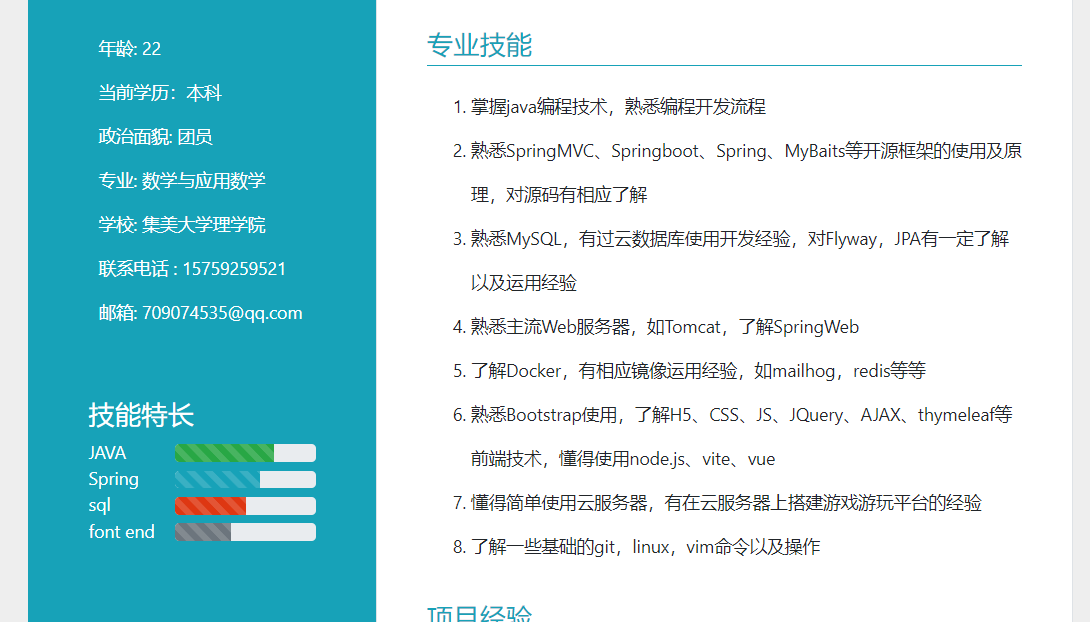 年龄: 22
当前学历：本科
政治面貌: 团员
专业: 数学与应用数学
学校: 集美大学理学院
联系电话 : 15759259521
邮箱: 709074535@qq.com
技能特长
JAVA
Spring
sql
font end
专业技能
1. 掌握java编程技术，熟悉编程开发流程
2. 熟悉SpringMVC、Springboot、Spring、MyBaits等开源框架的使用及原
理，对源码有相应了解
3. 熟悉MySQL，有过云数据库使用开发经验，对Flyway，JPA有一定了解
以及运用经验
4. 熟悉主流Web服务器，如Tomcat，了解SpringWeb
5. 了解Docker，有相应镜像运用经验，如mailhog，redis等等
6. 熟悉Bootstrap使用，了解H5、CSS、JS、JQuery、AJAX、thymeleaf等
前端技术，懂得使用node.js、vite、vue
7. 懂得简单使用云服务器，有在云服务器上搭建游戏游玩平台的经验
8. 了解一些基础的git，linux，vim命令以及操作
项目经验